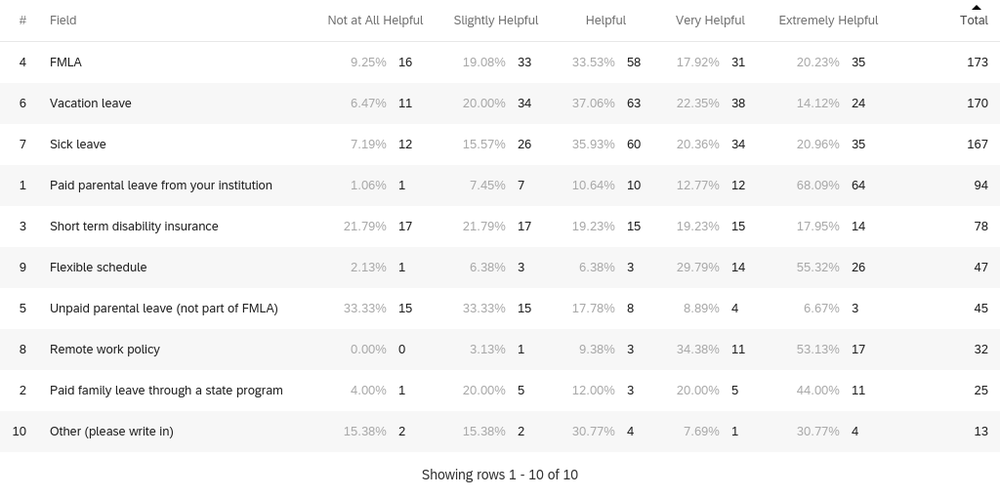 # Field Not at All Helpful Slightly Helpful Helpful Very Helpful Extremely Helpful Total
4 FMLA 9.25% 16 19.08% 33 33.53% 58 17.92% 31 20.23% 35 173
6 Vacation leave 6.47% 11 20.00% 34 37.06% 63 22.35% 38 14.12% 24 170
7 Sick leave 7.19% 12 15.57% 26 35.93% 60 20.36% 34 20.96% 35 167
1 Paid parental leave from your institution 1.06% 1 7.45% 7 10.64% 10 12.77% 12 68.09% 64 94
3 Short term disability insurance 21.79% 17 21.79% 17 19.23% 15 19.23% 15 17.95% 14 78
9 Flexible schedule 2.13% 1 6.38% 3 6.38% 3 29.79% 14 55.32% 26 47
5 Unpaid parental leave (not part of FMLA) 33.33% 15 33.33% 15 17.78% 8 8.89% 4 6.67% 3 45
8 Remote work policy 0.00% 0 3.13% 1 9.38% 3 34.38% 11 53.13% 17 32
2 Paid family leave through a state program 4.00% 1 20.00% 5 12.00% 3 20.00% 5 44.00% 11 25
10 Other (please write in) 15.38% 2 15.38% 2 30.77% 4 7.69% 1 30.77% 4 13
Showing rows 1 - 10 of 10